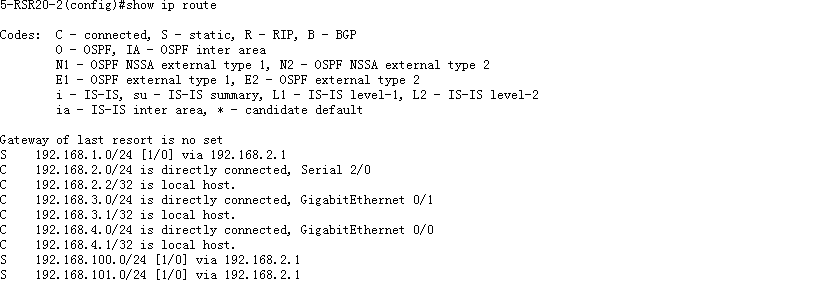 5-RSR20-2(config)#show ip route
Codes:  C - connected, S - static, R - RIP, B - BGP
O - OSPF, IA - OSPF inter area
N1 - OSPF NSSA external type 1, N2 - OSPF NSSA external type 2
E1 - OSPF external type 1, E2 - OSPF external type 2
i - IS-IS, su - IS-IS summary, L1 - IS-IS level-1, L2 - IS-IS level-2
ia - IS-IS inter area, * - candidate default
Gateway of last resort is no set
S    192.168.1.0/24 [1/0] via 192.168.2.1
C    192.168.2.0/24 is directly connected, Serial 2/0
C    192.168.2.2/32 is local host.
C    192.168.3.0/24 is directly connected, GigabitEthernet 0/1
C    192.168.3.1/32 is local host.
C    192.168.4.0/24 is directly connected, GigabitEthernet 0/0
C    192.168.4.1/32 is local host.
S    192.168.100.0/24 [1/0] via 192.168.2.1
S    192.168.101.0/24 [1/0] via 192.168.2.1